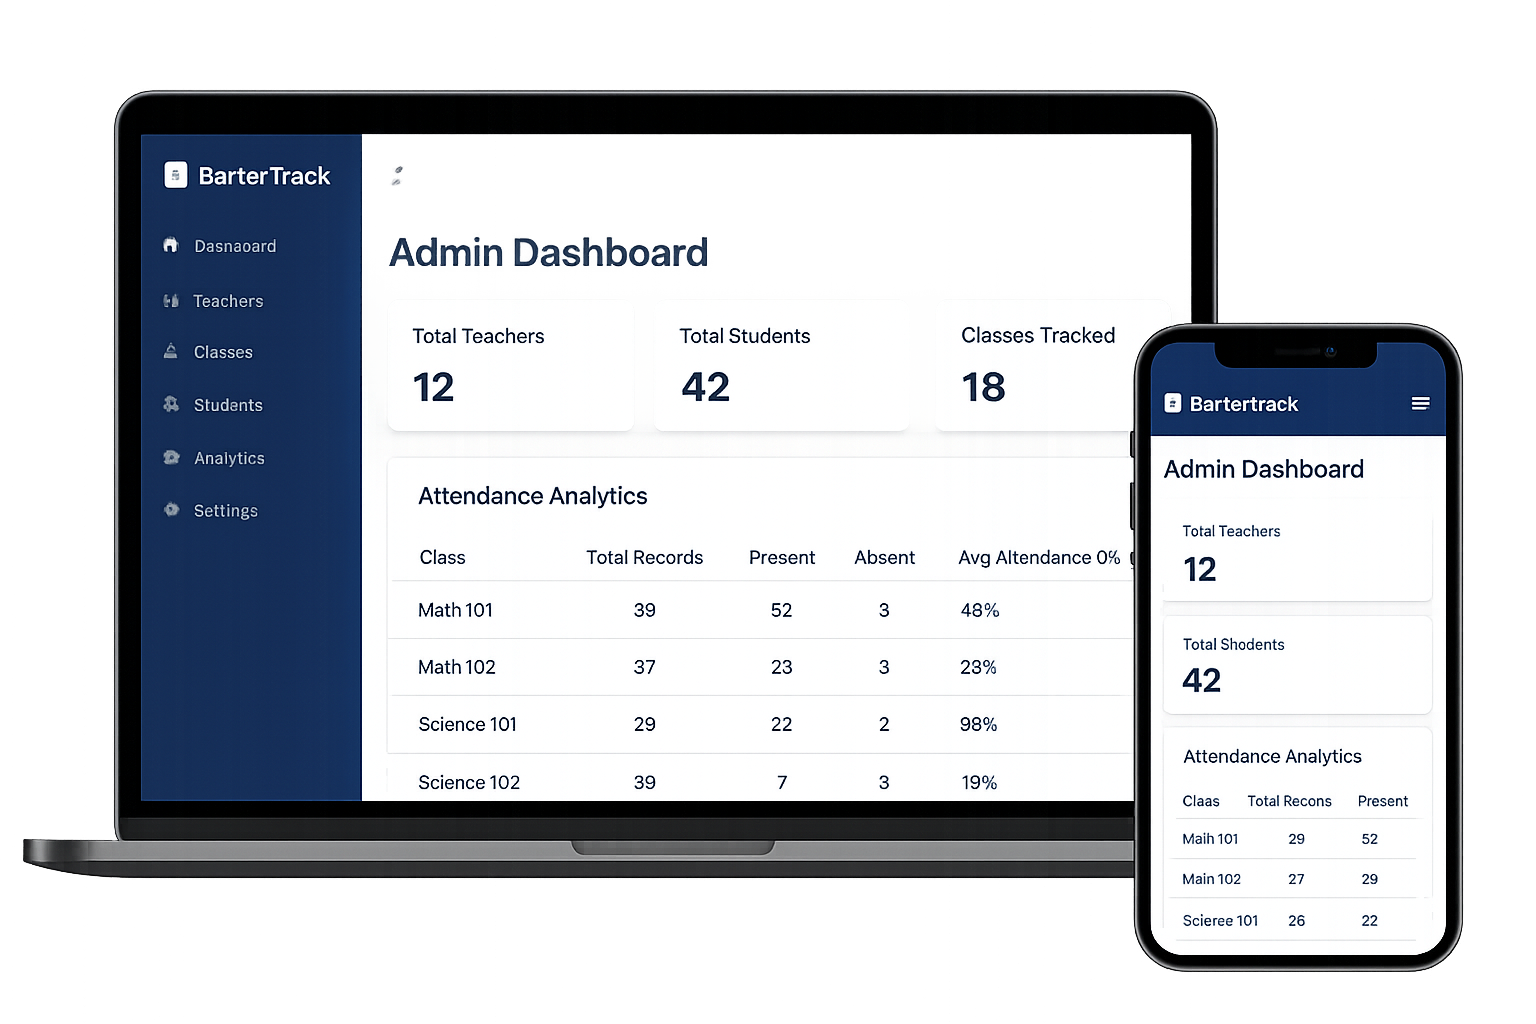 BarterTrack
Dasnaoard
Teachers
Classes
Students
Analytics
Settings
Admin Dashboard
Total Teachers
12
Total Students
42
Classes Tracked
18
Attendance Analytics
Class Total Records Present Absent Avg Altendance 0%
Math 101 39 52 3 48%
Math 102 37 23 3 23%
Science 101 29 22 2 98%
Science 102 39 7 3 19%
Bartertrack
Admin Dashboard
Total Teachers
12
Total Shodents
42
Attendance Analytics
Claas Total Recons Present
Maih 101 29 52
Main 102 27 29
Scieree 101 26 22